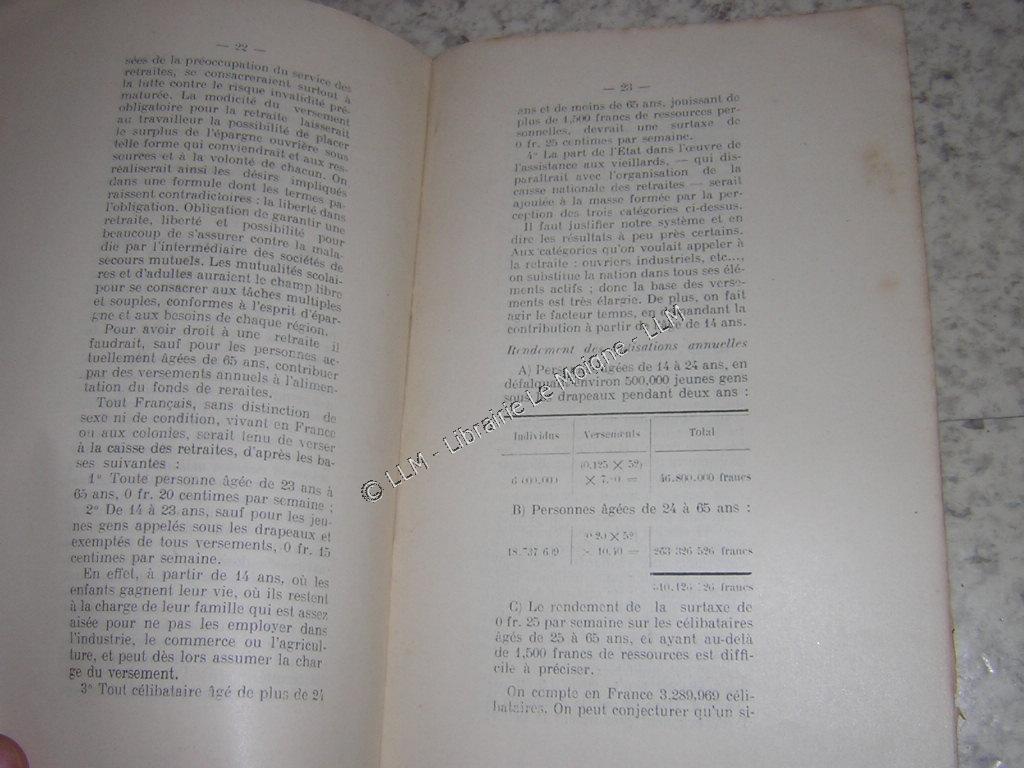 — 22 —
sées de la préoccupation du service des
retraites, se consacreraient surtout à
la lutte contre le risque invalidité pré-
maturée. La modicité du versement
obligatoire pour la retraite laisserait
au travailleur la possibilité de placer
le surplus de l'épargne ouvrière sous
telle forme qui conviendrait et aux res-
sources et à la volonté de chacun. On
réaliserait ainsi les désirs impliqués
dans une formule dont les termes pa-
raissent contradictoires : la liberté dans
l'obligation. Obligation de garantir une
retraite, liberté et possibilité pour
beaucoup de s'assurer contre la mala-
die par l'intermédiaire des sociétés de
secours mutuels. Les mutualités scolai-
res et d'adultes auraient le champ libre
pour se consacrer aux tâches multiples
et souples, conformes à l'esprit d'épar-
gne et aux besoins de chaque région.
Pour avoir droit à une retraite il
faudrait, sauf pour les personnes ac-
tuellement âgées de 65 ans, contribuer
par des versements annuels à l'alimen-
tation du fonds de reraites.
Tout Français, sans distinction de
sexe ni de condition, vivant en France
ou aux colonies, serait tenu de verser
à la caisse des retraites, d'après les ba-
ses suivantes :
1° Toute personne âgée de 23 ans à
65 ans, 0 fr. 20 centimes par semaine ;
2° De 14 à 23 ans, sauf pour les jeu-
nes gens appelés sous les drapeaux et
exemptés de tous versements, 0 fr. 15
centimes par semaine.
En effet, à partir de 14 ans, où les
enfants gagnent leur vie, où ils restent
à la charge de leur famille qui est assez
aisée pour ne pas les employer dans
l'industrie, le commerce ou l'agricul-
ture, et peut dès lors assumer la char
ge du versement.
3° Tout célibataire âgé de plus de 24
— 23 —
ans et de moins de 65 ans, jouissant de
plus de 1,500 francs de ressources per-
sonnelles, devrait une surtaxe de
0 fr. 25 centimes par semaine.
4° La part de l'Etat dans l'œuvre de
l'assistance aux vieillards, — qui dis-
paraîtrait avec l'organisation de la
caisse nationale des retraites — serait
ajoutée à la masse formée par la per-
ception des trois catégories ci-dessus.
Il faut justifier notre système et en
dire les résultats à peu près certains.
Aux catégories qu'on voulait appeler à
la retraite : ouvriers industriels, etc...,
on substitue la nation dans tous ses élé-
ments actifs ; donc la base des verse-
ments est très élargie. De plus, on fait
agir le facteur temps, en demandant la
contribution à partir de de 14 ans.
Rendement des annuelles
A) âgées de 14 à 24 ans, en
défalquant environ 500,000 jeunes gens
sous les drapeaux pendant deux ans :
Individus Versements Total
(0.125 × 52)
× = 46.800.000 francs
B) Personnes âgées de 24 à 65 ans :
× 52
× 10.40 = 263 326 526 francs
francs
C) Le rendement de la surtaxe de
0 fr. 25 par semaine sur les célibataires
âgés de 25 à 65 ans, et ayant au-delà
de 1,500 francs de ressources est diffi-
cile à préciser.
On compte en France 3.289.969 céli-
bataires. On peut conjecturer qu'un si-
© LLM - Librairie Le Moigne - LLM